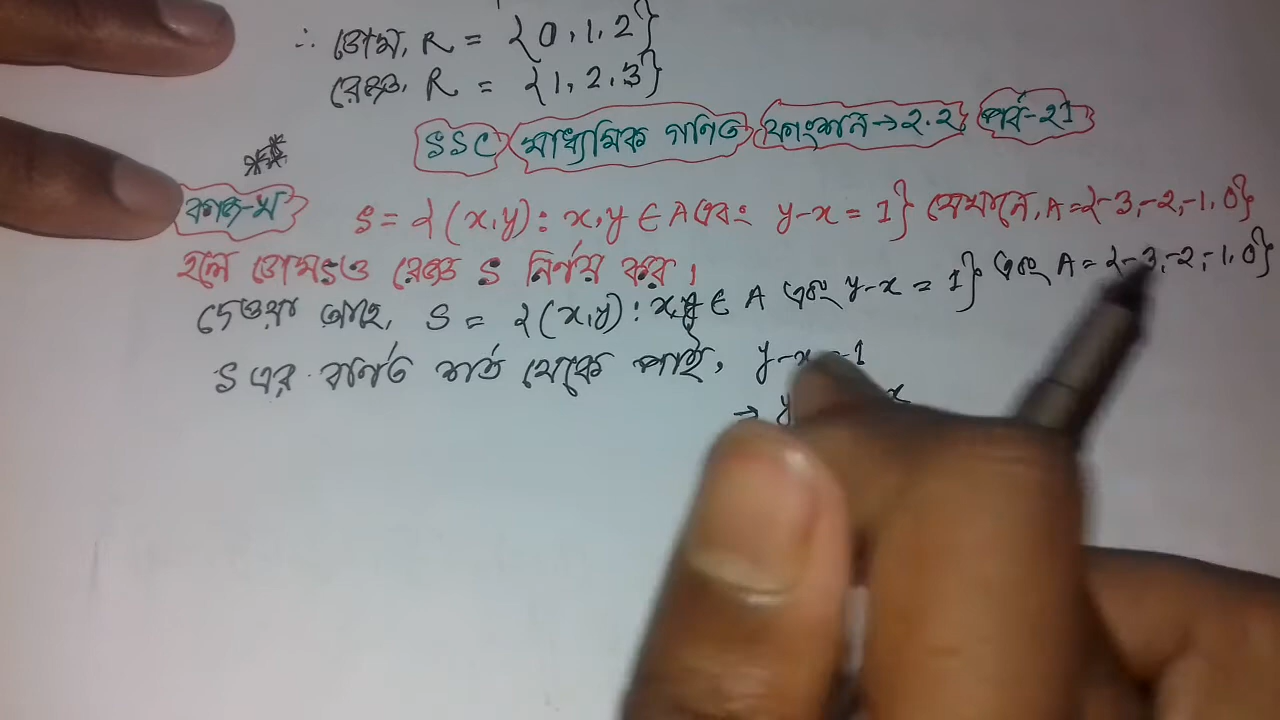 ∴ ডোম, R = {0, 1, 2}
রেঞ্জ, R = {1, 2, 3}
SSC মাধ্যমিক গণিত ফাংশন→২.২ পর্ব-২১
কাজ-ম S = {(x,y) : x,y ∈ A এবং y-x = 1} যেখানে, A = {-3,-2,-1,0}
হলে ডোমS ও রেঞ্জ S নির্ণয় কর।
দেওয়া আছে, S = {(x,y) : x,y ∈ A এবং y-x = 1} এবং A = {-3,-2,-1,0}
S এর বর্ণিত শর্ত থেকে পাই, y-x = 1
→ y x